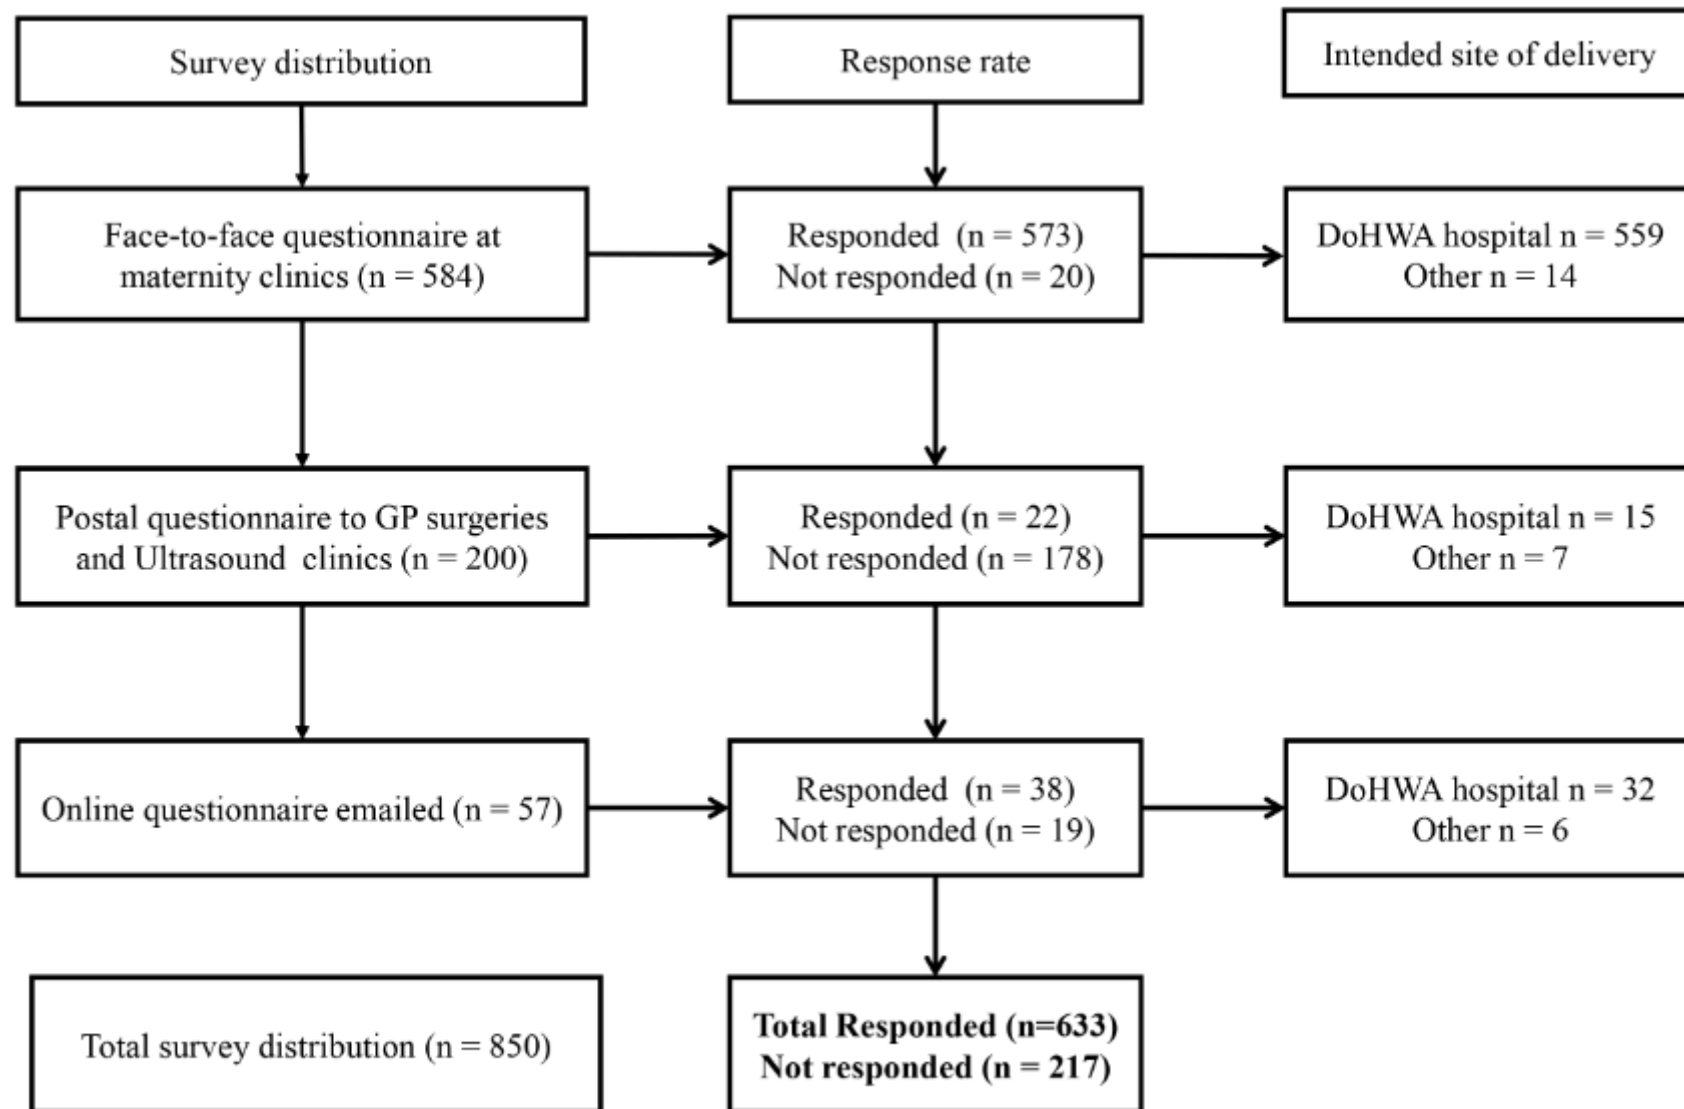 Survey distribution
Response rate
Intended site of delivery
Face-to-face questionnaire at
maternity clinics (n = 584)
Responded (n = 573)
Not responded (n = 20)
DoHWA hospital n = 559
Other n = 14
Postal questionnaire to GP surgeries
and Ultrasound clinics (n = 200)
Responded (n = 22)
Not responded (n = 178)
DoHWA hospital n = 15
Other n = 7
Online questionnaire emailed (n = 57)
Responded (n = 38)
Not responded (n = 19)
DoHWA hospital n = 32
Other n = 6
Total survey distribution (n = 850)
Total Responded (n=633)
Not responded (n = 217)